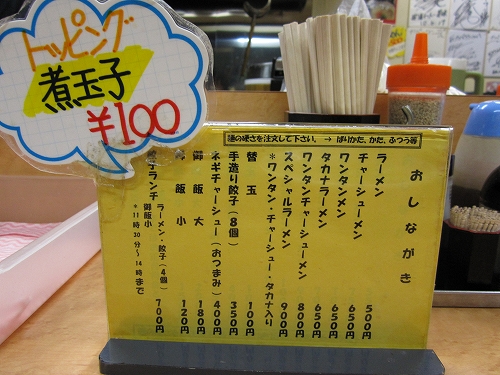 トッピング
煮玉子
¥100
麺の硬さを注文して下さい。 → ばりかた、かた、ふつう等
おしながき
ラーメン 500円
チャーシューメン 650円
ワンタンメン 650円
タカナラーメン 650円
ワンタンチャーシューメン 800円
スペシャルラーメン 900円
*ワンタン・チャーシュー・タカナ入り
替玉 100円
手造り餃子(8個) 350円
ネギチャーシュー(おつまみ) 400円
御飯大 180円
飯小 120円
ランチ ラーメン・餃子(4個) 御飯小 700円
*11時30分〜14時まで